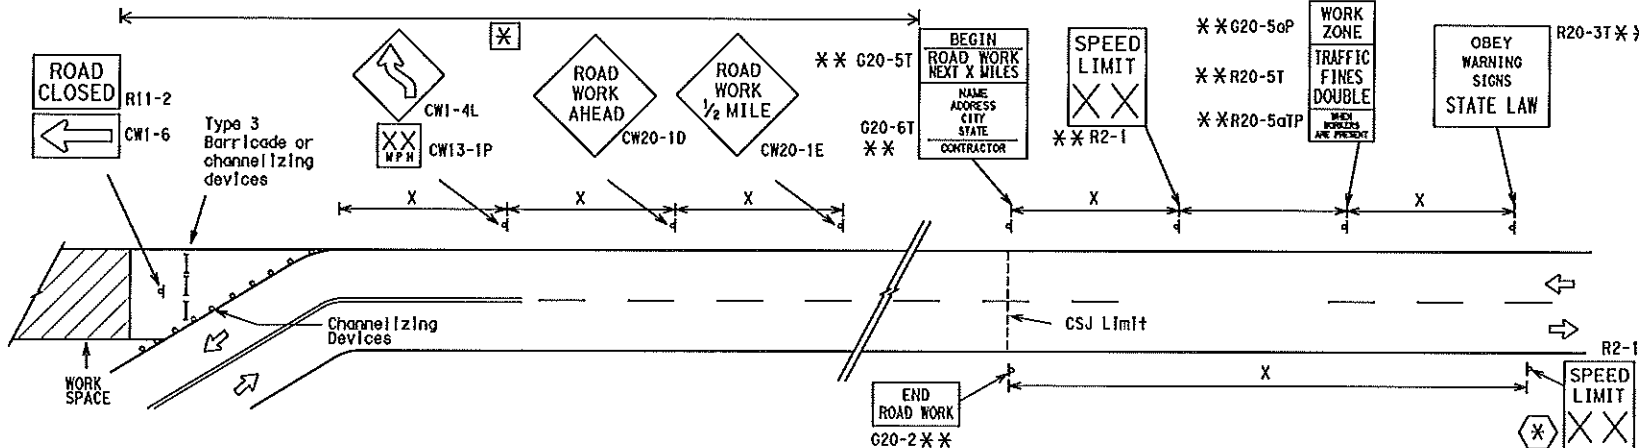 ROAD
CLOSED
R11-2
CW1-6
Type 3
Barricade or
channelizing
devices
*
CW1-4L
XX
MPH
CW13-1P
ROAD
WORK
AHEAD
CW20-1D
ROAD
WORK
1/2 MILE
CW20-1E
** G20-5T
G20-6T
**
BEGIN
ROAD WORK
NEXT X MILES
NAME
ADDRESS
CITY
STATE
CONTRACTOR
SPEED
LIMIT
X X
** R2-1
** G20-5aP
** R20-5T
** R20-5aTP
WORK
ZONE
TRAFFIC
FINES
DOUBLE
WHEN
WORKERS
ARE PRESENT
OBEY
WARNING
SIGNS
STATE LAW
R20-3T **
X
X
X
X
X
Channelizing
Devices
CSJ Limit
WORK
SPACE
X
END
ROAD WORK
G20-2 **
R2-1
SPEED
LIMIT
X X
*